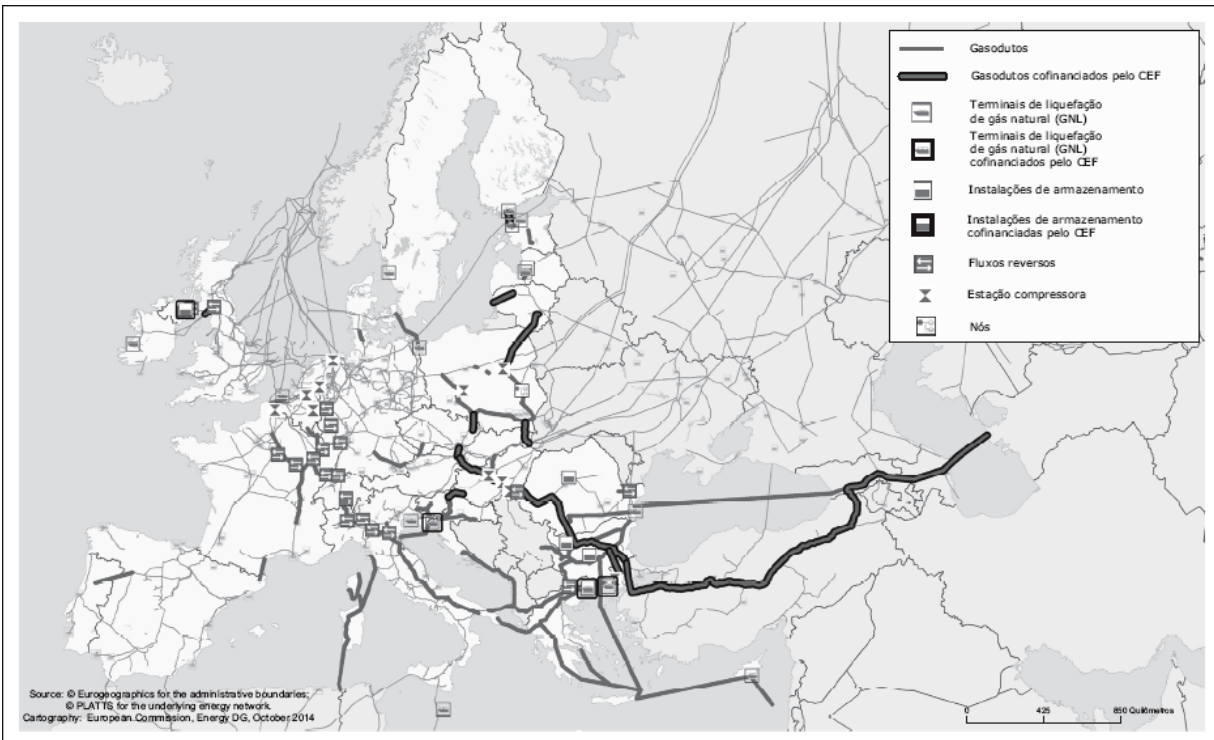 Gasodutos
Gasodutos cofinanciados pelo CEF
Terminais de liquefação
de gás natural (GNL)
Terminais de liquefação
de gás natural (GNL)
cofinanciados pelo CEF
Instalações de armazenamento
Instalações de armazenamento
cofinanciadas pelo CEF
Fluxos reversos
Estação compressora
Nós
Source: © Eurogeographics for the administrative boundaries;
© PLATTS for the underlying energy network.
Cartography: European Commission, Energy DG, October 2014
0 425 850 Quilómetros